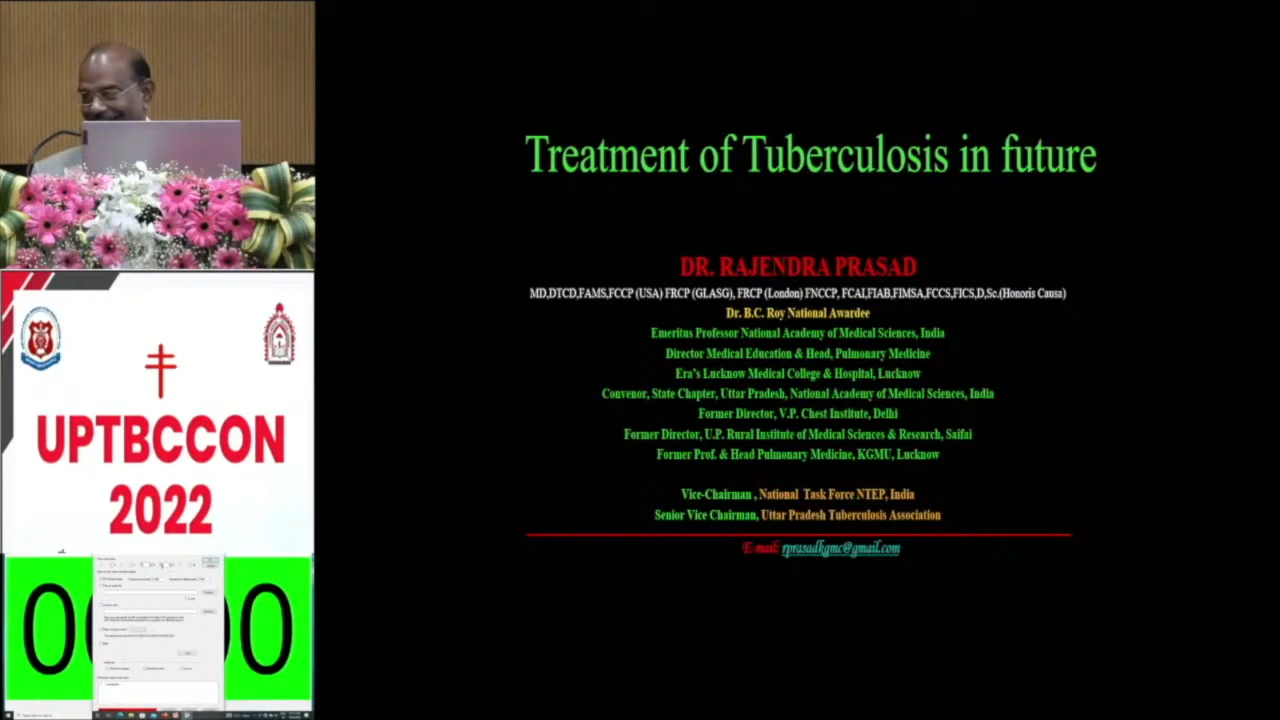 Treatment of Tuberculosis in future
DR. RAJENDRA PRASAD
MD,DTCD,FAMS,FCCP (USA) FRCP (GLASG), FRCP (London) FNCCP, FCAI,FIAB,FIMSA,FCCS,FICS,D,Sc.(Honoris Causa)
Dr. B.C. Roy National Awardee
Emeritus Professor National Academy of Medical Sciences, India
Director Medical Education & Head, Pulmonary Medicine
Era's Lucknow Medical College & Hospital, Lucknow
Convenor, State Chapter, Uttar Pradesh, National Academy of Medical Sciences, India
Former Director, V.P. Chest Institute, Delhi
Former Director, U.P. Rural Institute of Medical Sciences & Research, Saifai
Former Prof. & Head Pulmonary Medicine, KGMU, Lucknow
Vice-Chairman , National Task Force NTEP, India
Senior Vice Chairman, Uttar Pradesh Tuberculosis Association
E-mail: rprasadkgmc@gmail.com
UPTBCCON
2022